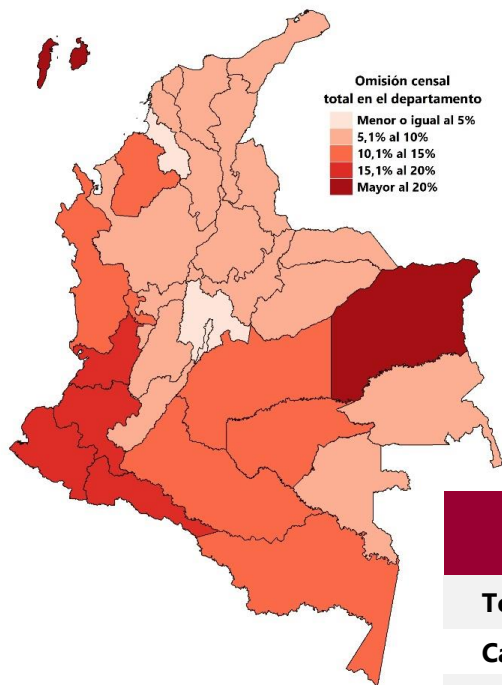 Omisión censal
total en el departamento
Menor o igual al 5%
5,1% al 10%
10,1% al 15%
15,1% al 20%
Mayor al 20%